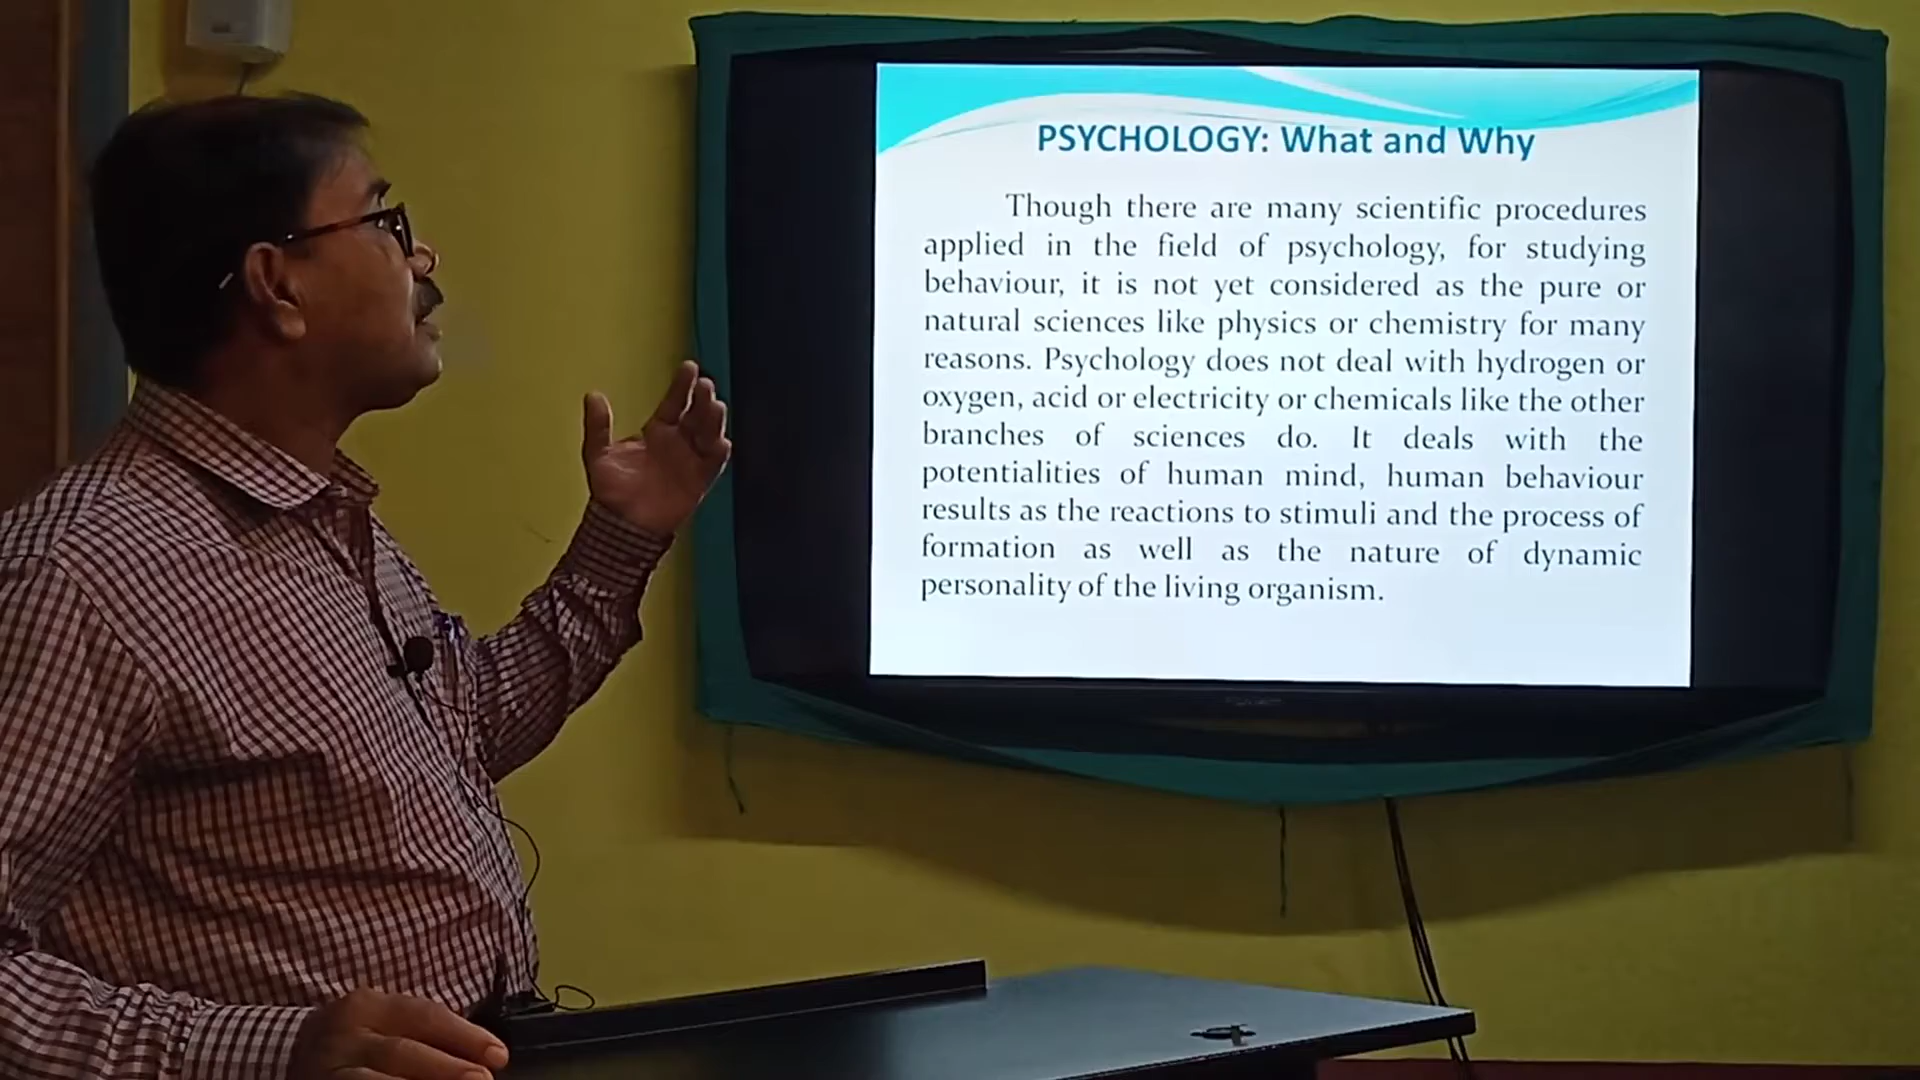 PSYCHOLOGY: What and Why
Though there are many scientific procedures
applied in the field of psychology, for studying
behaviour, it is not yet considered as the pure or
natural sciences like physics or chemistry for many
reasons. Psychology does not deal with hydrogen or
oxygen, acid or electricity or chemicals like the other
branches of sciences do. It deals with the
potentialities of human mind, human behaviour
results as the reactions to stimuli and the process of
formation as well as the nature of dynamic
personality of the living organism.